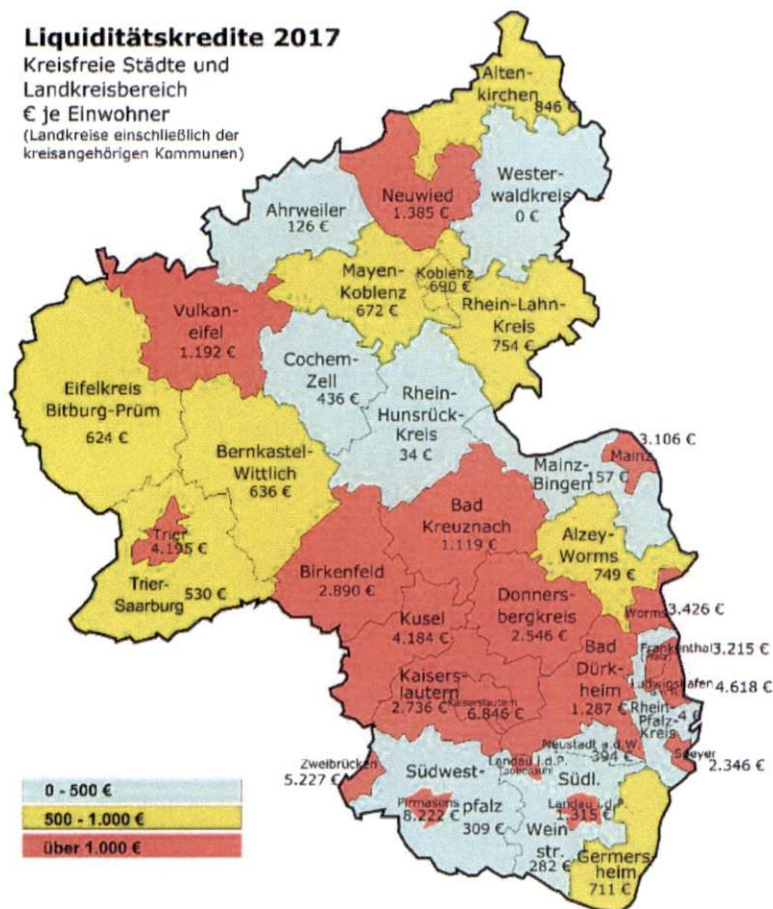 Liquiditätskredite 2017
Kreisfreie Städte und
Landkreisbereich
€ je Einwohner
(Landkreise einschließlich der
kreisangehörigen Kommunen)
Alten-
kirchen
846 €
Neuwied
1.385 €
Wester-
waldkreis
0 €
Ahrweiler
126 €
Mayen-
Koblenz
672 €
Koblenz
690 €
Rhein-Lahn-
Kreis
754 €
Vulkan-
eifel
1.192 €
Cochem-
Zell
436 €
Rhein-
Hunsrück-
Kreis
34 €
Eifelkreis
Bitburg-Prüm
624 €
Bernkastel-
Wittlich
636 €
3.106 €
Mainz
Mainz-
Bingen
157 €
Bad
Kreuznach
1.119 €
Alzey-
Worms
749 €
Trier
4.195 €
Trier-
Saarburg
530 €
Birkenfeld
2.890 €
Donners-
bergkreis
2.546 €
Worms
3.426 €
Kusel
4.184 €
Bad
Dürk-
heim
1.287 €
Frankenthal
(Pfalz)
3.215 €
Ludwigshafen
4.618 €
Kaisers-
lautern
2.736 €
Kaiserslautern
6.846 €
Rhein-
Pfalz-
Kreis
4 €
Neustadt a.d.W.
394 €
Speyer
2.346 €
Zweibrücken
5.227 €
Südwest-
pfalz
309 €
Pirmasens
8.222 €
Landau i.d.P.
Südl.
Wein-
str.
282 €
Landau i.d.P.
1.315 €
Germers-
heim
711 €
0 - 500 €
500 - 1.000 €
über 1.000 €